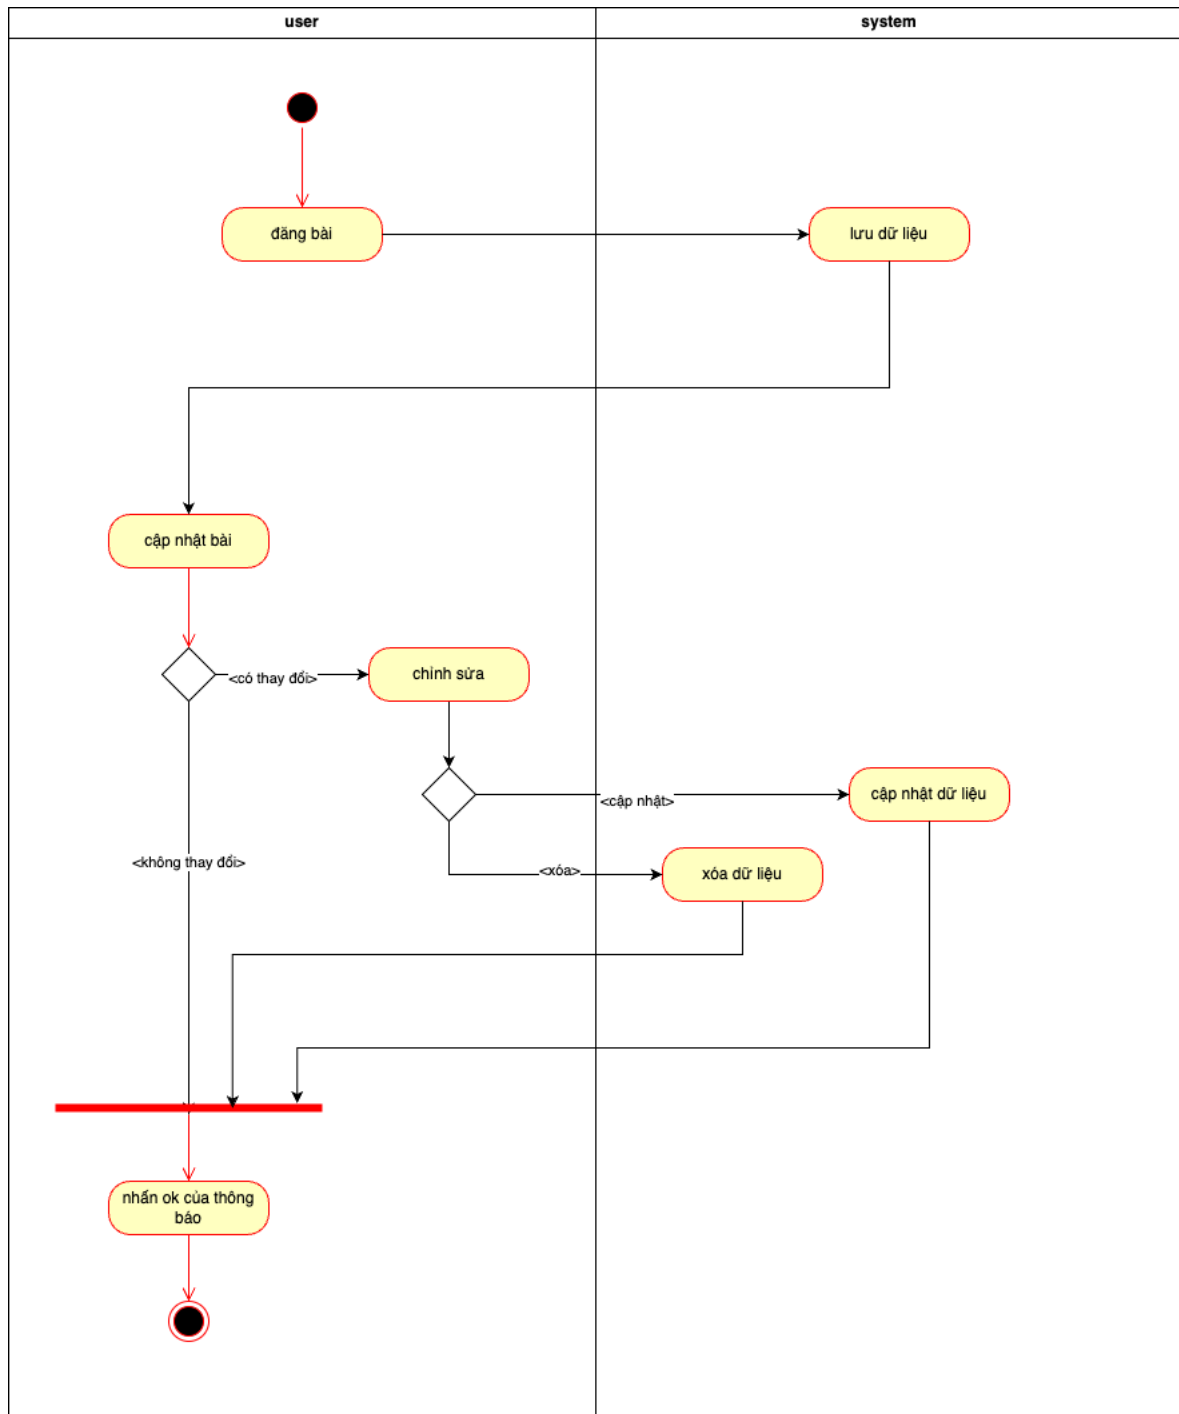 user
system
đăng bài
lưu dữ liệu
cập nhật bài
<có thay đổi>
chỉnh sửa
<cập nhật>
cập nhật dữ liệu
<không thay đổi>
<xóa>
xóa dữ liệu
nhấn ok của thông
báo